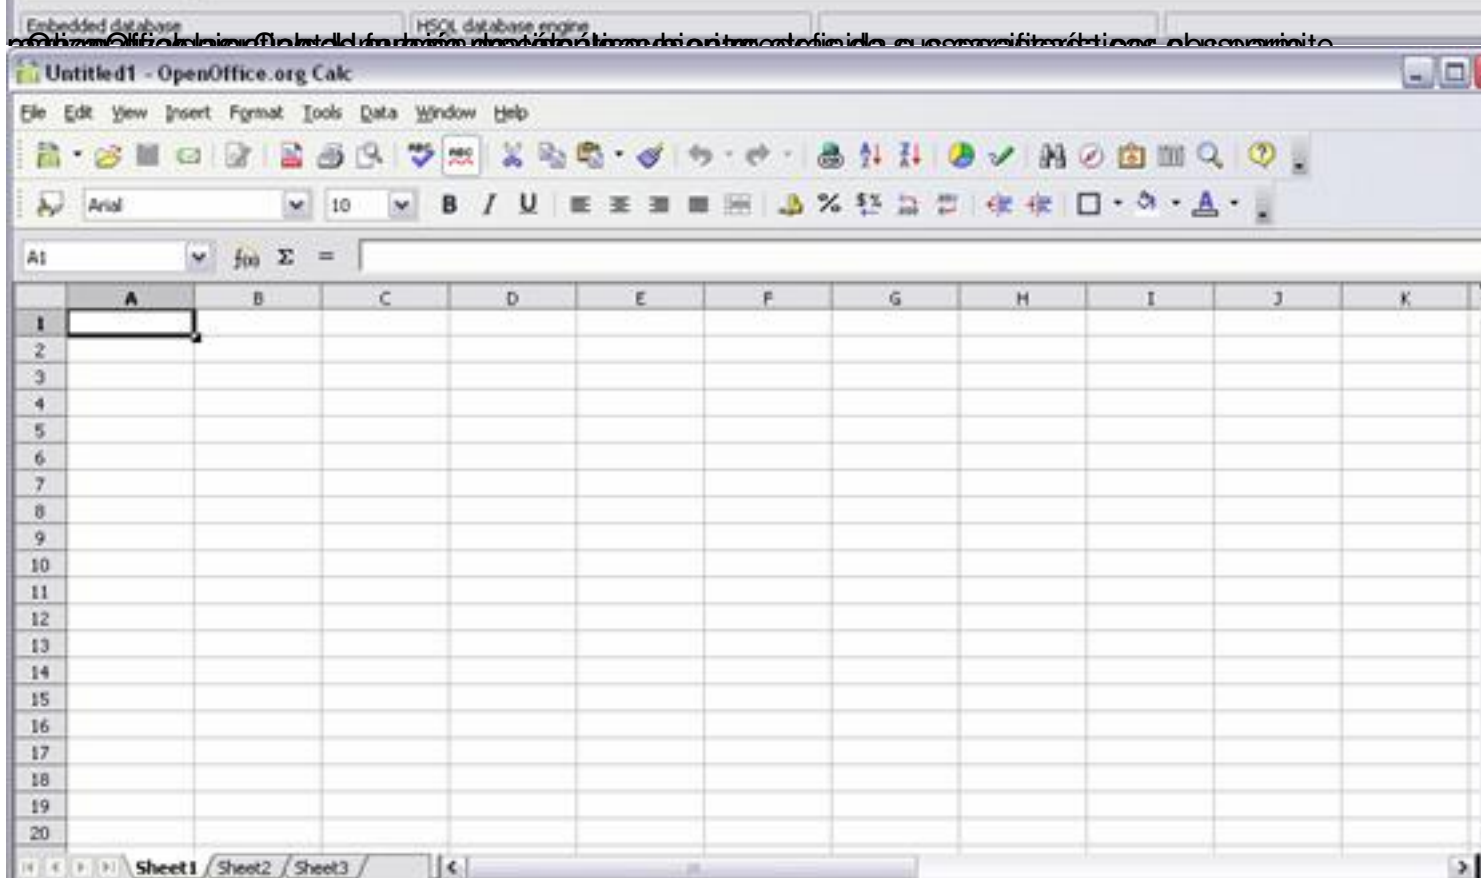 Embedded database HSQL database engine
Untitled1 - OpenOffice.org Calc
File Edit View Insert Format Tools Data Window Help
Arial 10 B I U
A1 f(x) Σ =
A B C D E F G H I J K
1
2
3
4
5
6
7
8
9
10
11
12
13
14
15
16
17
18
19
20
Sheet1 Sheet2 Sheet3